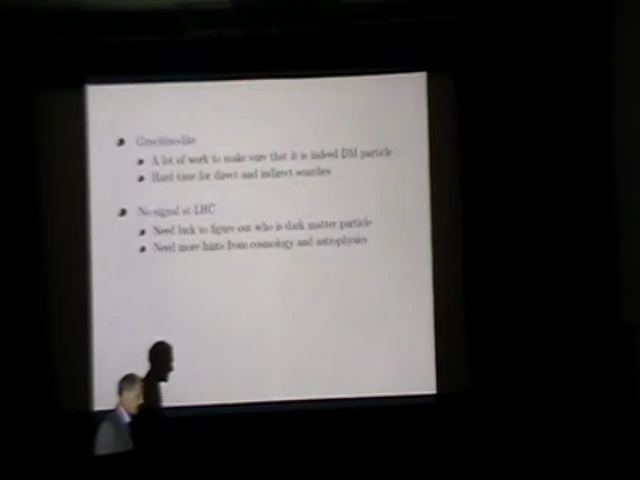 Gravitino-like
A lot of work to make sure that it is indeed DM particle
Hard time for direct and indirect searches
No signal at LHC
Need luck to figure out who is dark matter particle
Need more hints from cosmology and astrophysics